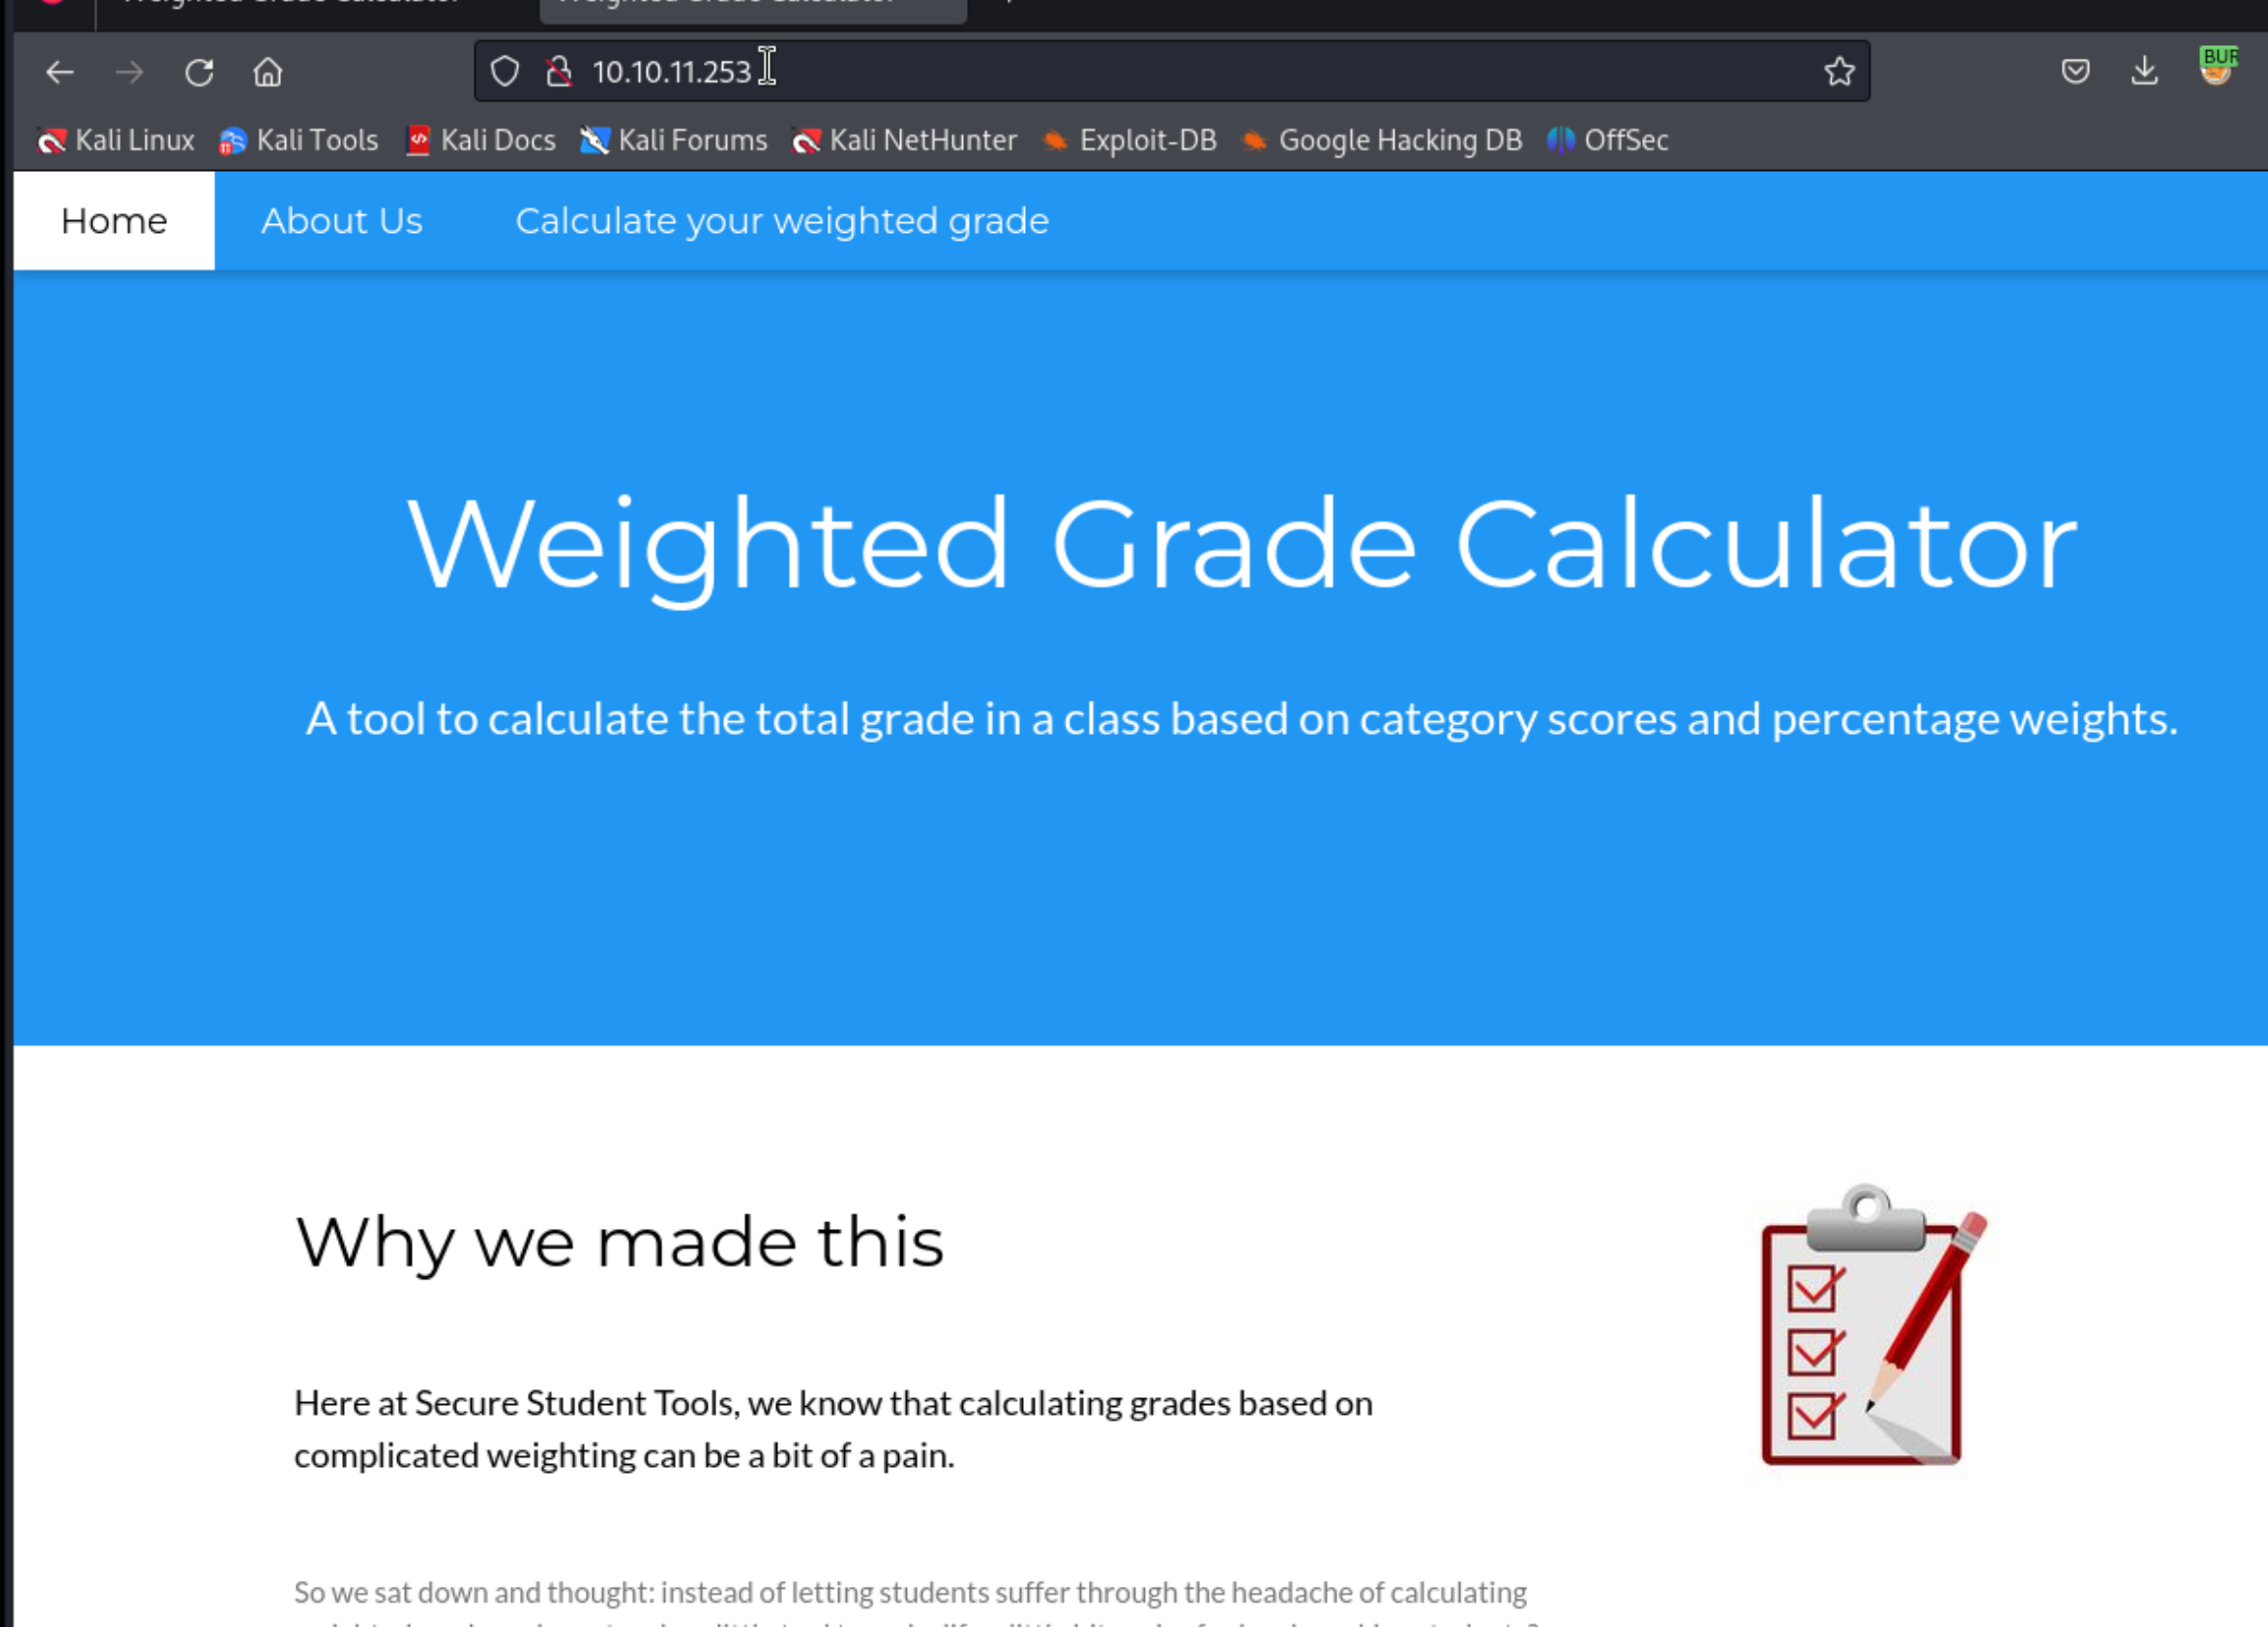 10.10.11.253
Kali Linux Kali Tools Kali Docs Kali Forums Kali NetHunter Exploit-DB Google Hacking DB OffSec
BUR
Home About Us Calculate your weighted grade
Weighted Grade Calculator
A tool to calculate the total grade in a class based on category scores and percentage weights.
Why we made this
Here at Secure Student Tools, we know that calculating grades based on
complicated weighting can be a bit of a pain.
So we sat down and thought: instead of letting students suffer through the headache of calculating